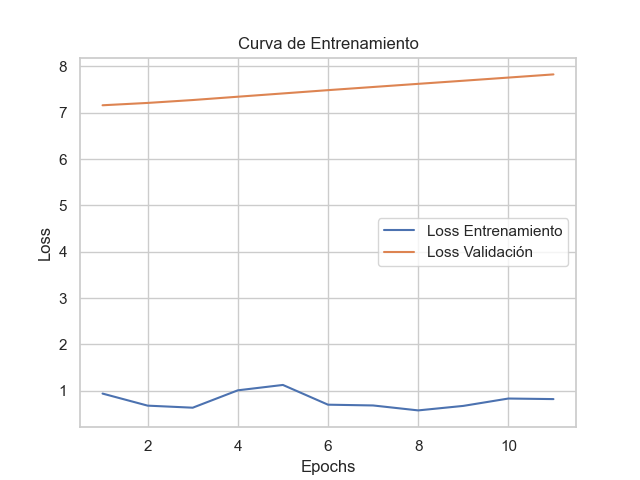 Curva de Entrenamiento
8
7
6
5
4
3
2
1
Loss
Loss Entrenamiento
Loss Validación
2 4 6 8 10
Epochs